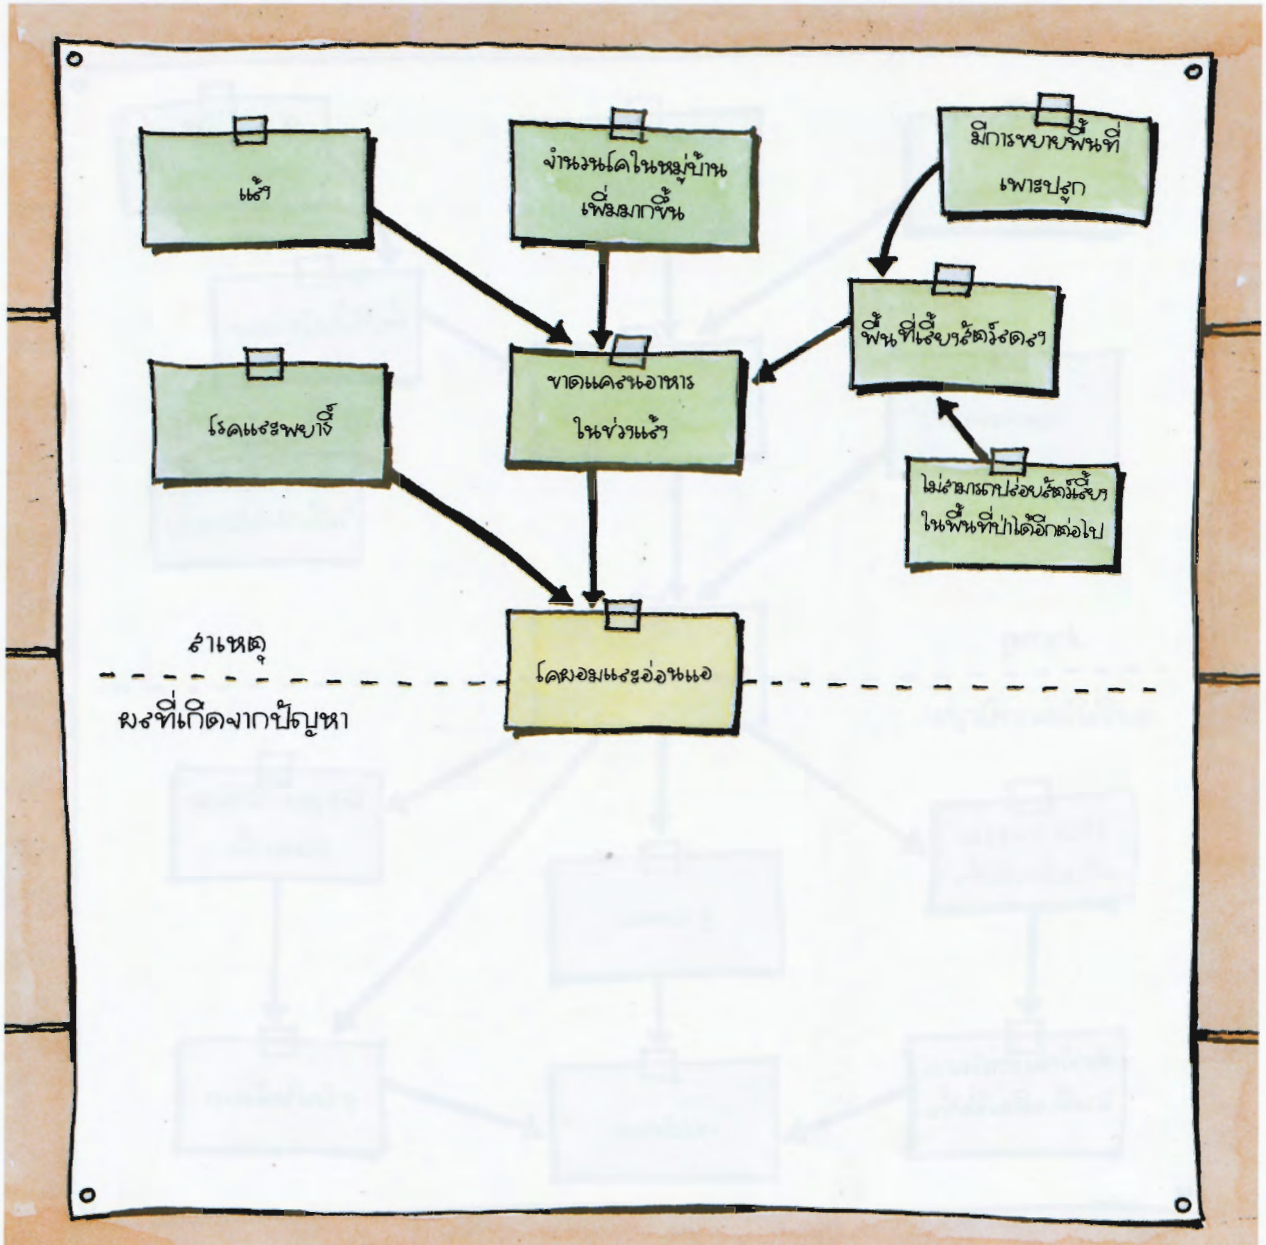 แล้ง
จำนวนโคในหมู่บ้าน
เพิ่มมากขึ้น
มีการขยายพื้นที่
เพาะปลูก
พื้นที่เลี้ยงสัตว์ลดลง
โรคและพยาธิ
ขาดแคลนอาหาร
ในช่วงแล้ง
ไม่สามารถปล่อยสัตว์เลี้ยง
ในพื้นที่ป่าได้อีกต่อไป
สาเหตุ
โคผอมและอ่อนแอ
ผลที่เกิดจากปัญหา